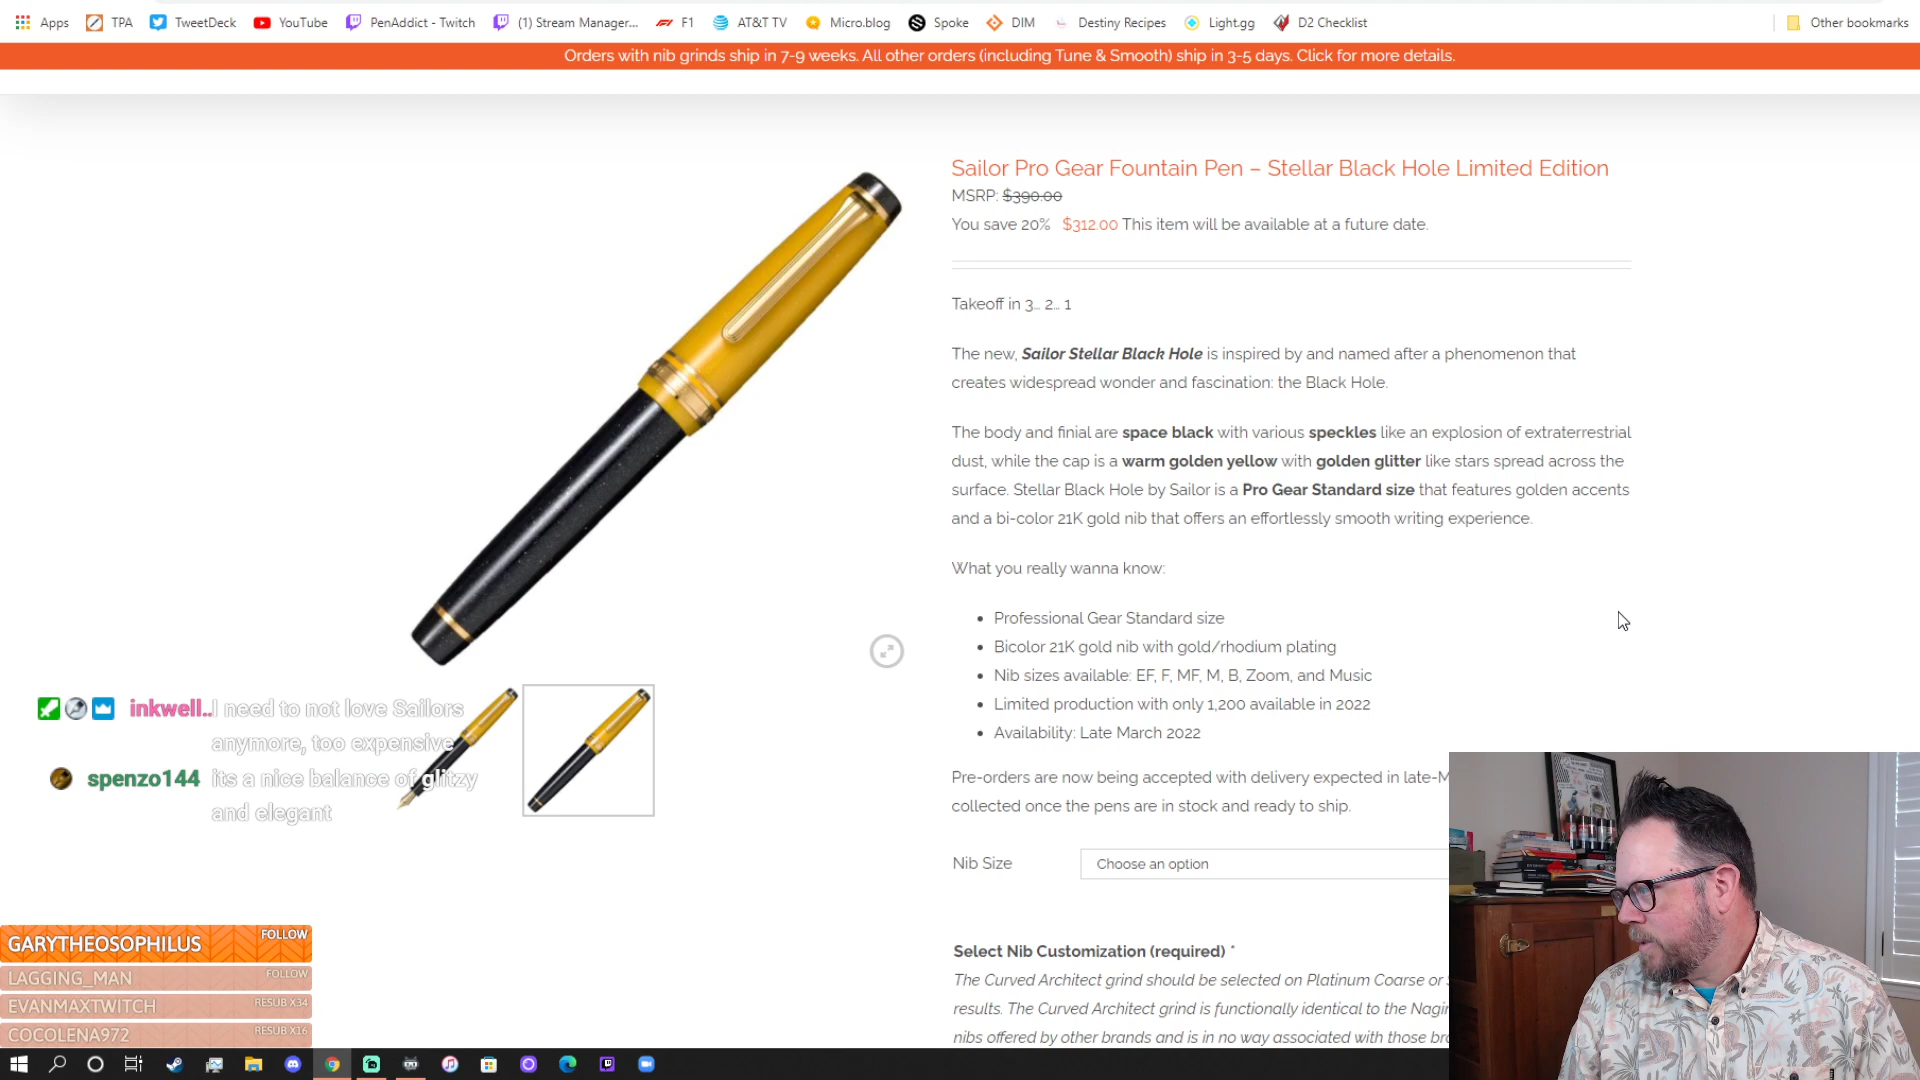 Apps TPA TweetDeck YouTube PenAddict - Twitch (1) Stream Manager... F1 AT&T TV Micro.blog Spoke DIM Destiny Recipes Light.gg D2 Checklist Other bookmarks
Orders with nib grinds ship in 7-9 weeks. All other orders (including Tune & Smooth) ship in 3-5 days. Click for more details.
Sailor Pro Gear Fountain Pen – Stellar Black Hole Limited Edition
MSRP: $390.00
You save 20% $312.00 This item will be available at a future date.
Takeoff in 3... 2... 1
The new, Sailor Stellar Black Hole is inspired by and named after a phenomenon that
creates widespread wonder and fascination: the Black Hole.
The body and finial are space black with various speckles like an explosion of extraterrestrial
dust, while the cap is a warm golden yellow with golden glitter like stars spread across the
surface. Stellar Black Hole by Sailor is a Pro Gear Standard size that features golden accents
and a bi-color 21K gold nib that offers an effortlessly smooth writing experience.
What you really wanna know:
Professional Gear Standard size
Bicolor 21K gold nib with gold/rhodium plating
Nib sizes available: EF, F, MF, M, B, Zoom, and Music
Limited production with only 1,200 available in 2022
Availability: Late March 2022
Pre-orders are now being accepted with delivery expected in late-M
collected once the pens are in stock and ready to ship.
Nib Size Choose an option
Select Nib Customization (required) *
The Curved Architect grind should be selected on Platinum Coarse or
results. The Curved Architect grind is functionally identical to the Nagin
nibs offered by other brands and is in no way associated with those br
inkwell.. I need to not love Sailors
anymore, too expensive
spenzo144 its a nice balance of glitzy
and elegant
GARYTHEOSOPHILUS FOLLOW
LAGGING_MAN FOLLOW
EVANMAXTWITCH RESUB X34
COCOLENA972 RESUB X16